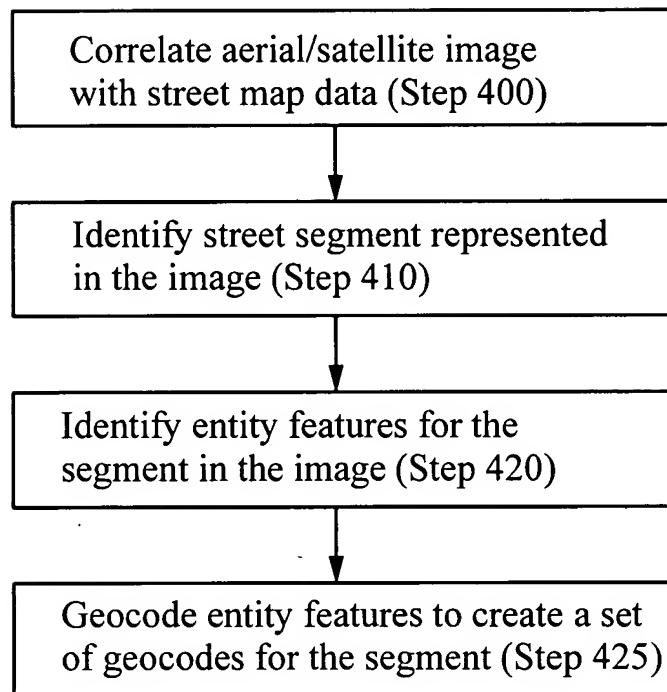 Correlate aerial/satellite image
with street map data (Step 400)
Identify street segment represented
in the image (Step 410)
Identify entity features for the
segment in the image (Step 420)
Geocode entity features to create a set
of geocodes for the segment (Step 425)